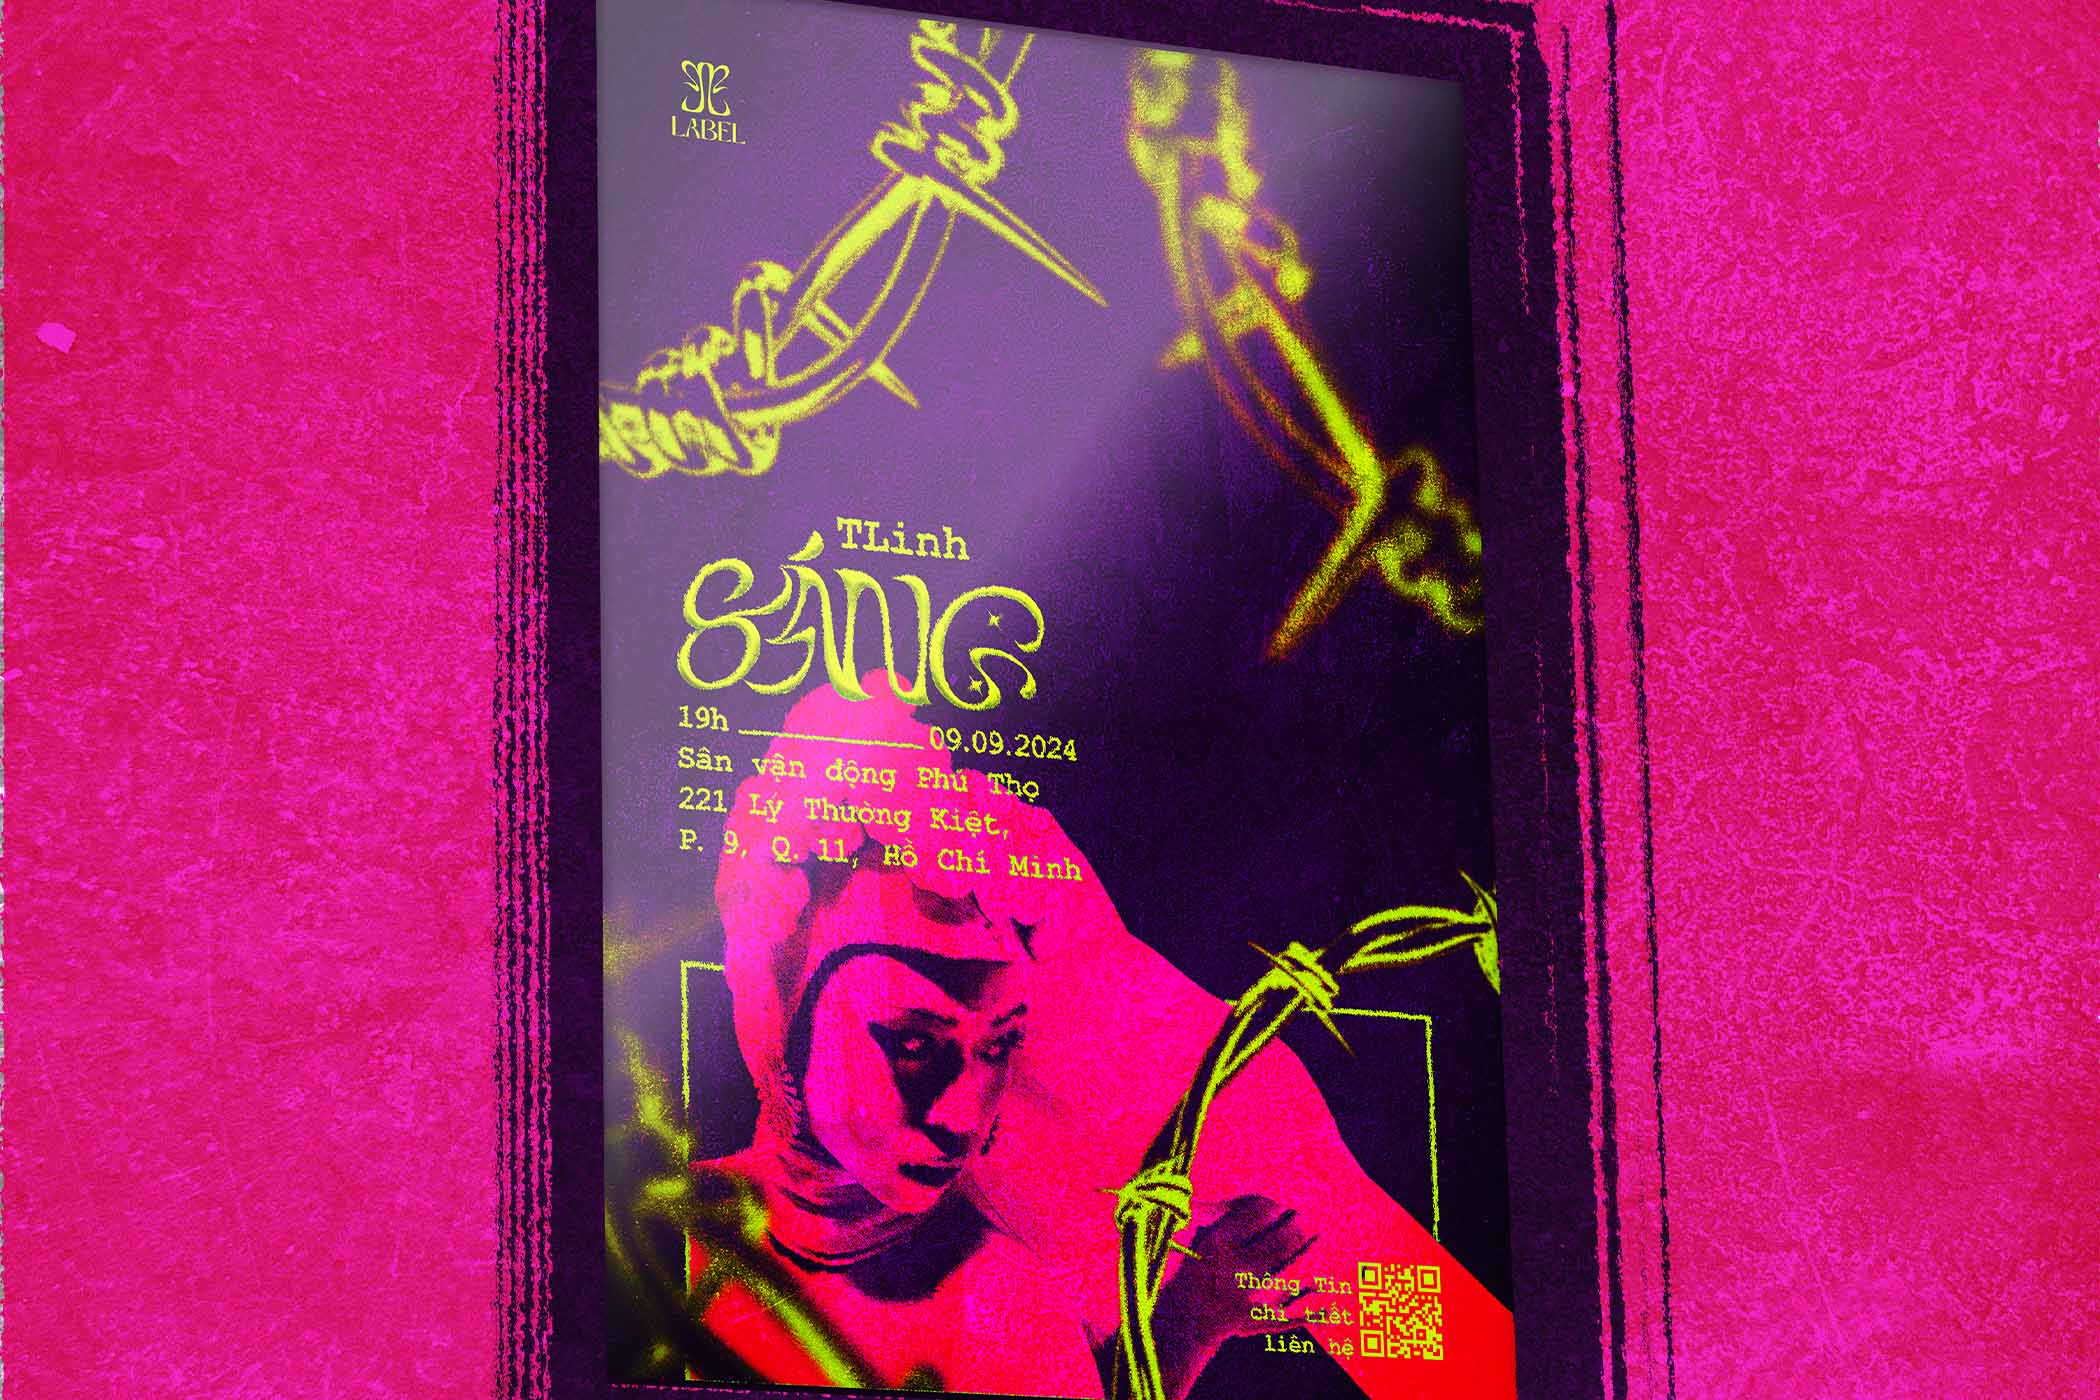 LABEL
TLinh
SÁNG
19h 09.09.2024
Sân vận động Phú Thọ
221 Lý Thường Kiệt,
P. 9, Q. 11, Hồ Chí Minh
Thông Tin
chi tiết
liên hệ